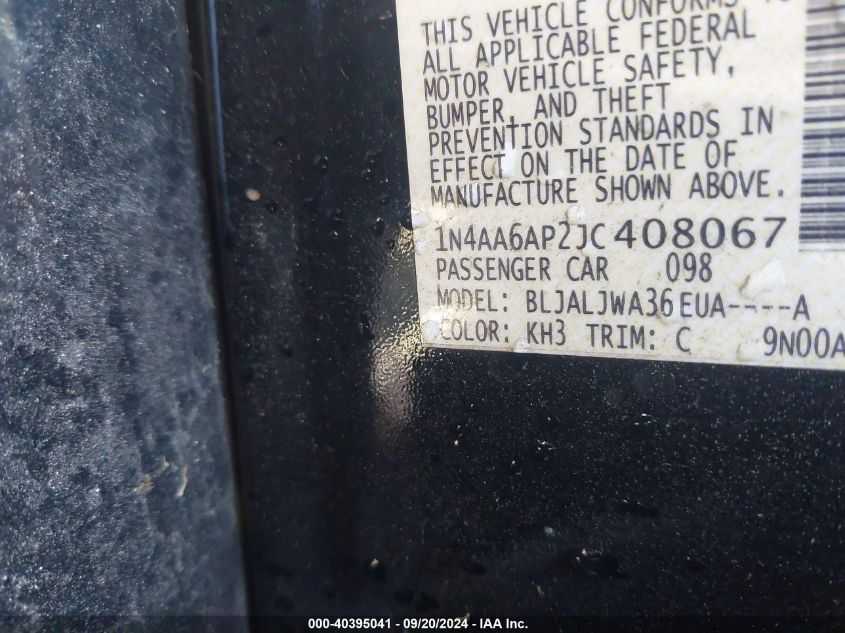 THIS VEHICLE CONFORMS TO
ALL APPLICABLE FEDERAL
MOTOR VEHICLE SAFETY,
BUMPER, AND THEFT
PREVENTION STANDARDS IN
EFFECT ON THE DATE OF
MANUFACTURE SHOWN ABOVE.
1N4AA6AP2JC408067
PASSENGER CAR 098
MODEL: BLJALJWA36EUA----A
COLOR: KH3 TRIM: C 9N00A
000-40395041 - 09/20/2024 - IAA Inc.